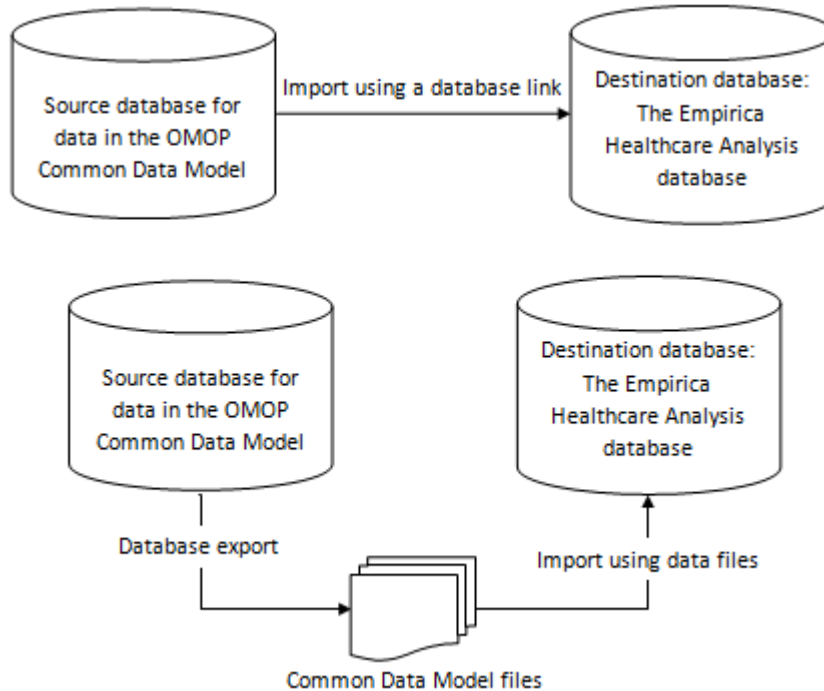 Source database for
data in the OMOP
Common Data Model
Import using a database link
Destination database:
The Empirica
Healthcare Analysis
database
Source database for
data in the OMOP
Common Data Model
Destination database:
The Empirica
Healthcare Analysis
database
Database export
Import using data files
Common Data Model files